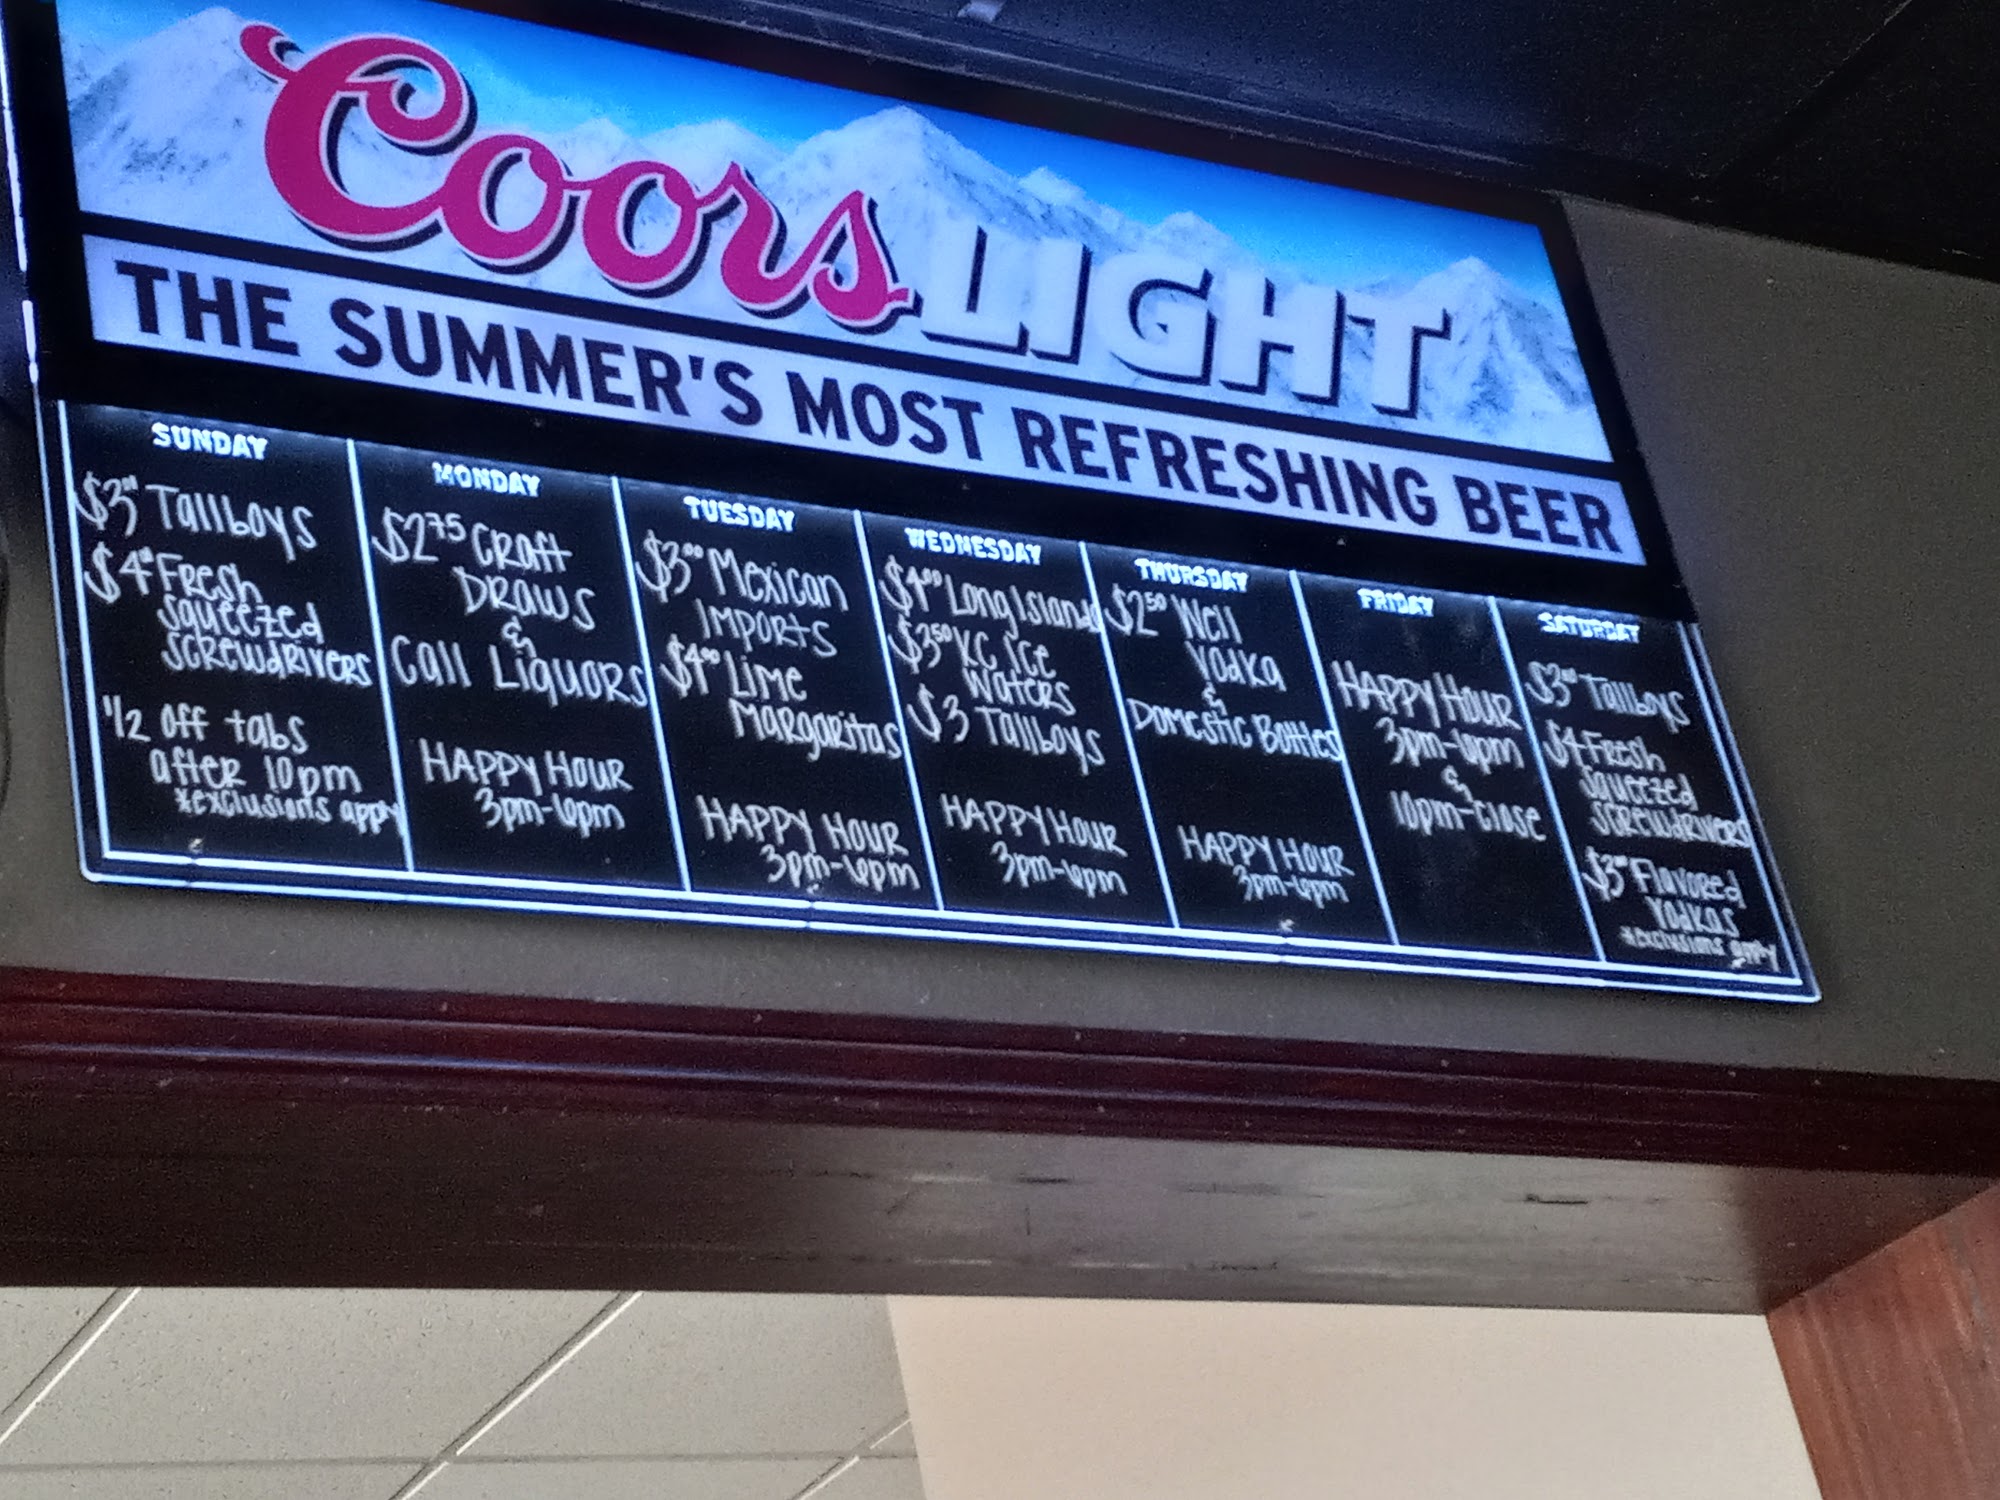 Coors LIGHT
THE SUMMER'S MOST REFRESHING BEER
SUNDAY
$3.00 Tallboys
$4.00 Fresh
squeezed
screwdrivers
1/2 off tabs
after 10pm
*exclusions apply
MONDAY
$2.75 Craft
Draws
&
Call Liquors
HAPPY HOUR
3pm-6pm
TUESDAY
$3.00 Mexican
Imports
$4.00 Lime
Margaritas
HAPPY HOUR
3pm-6pm
WEDNESDAY
$4.00 Long Islands
$3.50 KC Ice
Waters
$3 Tallboys
HAPPY HOUR
3pm-6pm
THURSDAY
$2.50 Well
Vodka
&
Domestic Bottles
HAPPY HOUR
3pm-6pm
FRIDAY
HAPPY HOUR
3pm-6pm
&
10pm-close
SATURDAY
$3.00 Tallboys
$4 Fresh
squeezed
screwdrivers
$3.00 Flavored
Vodkas
*exclusions apply